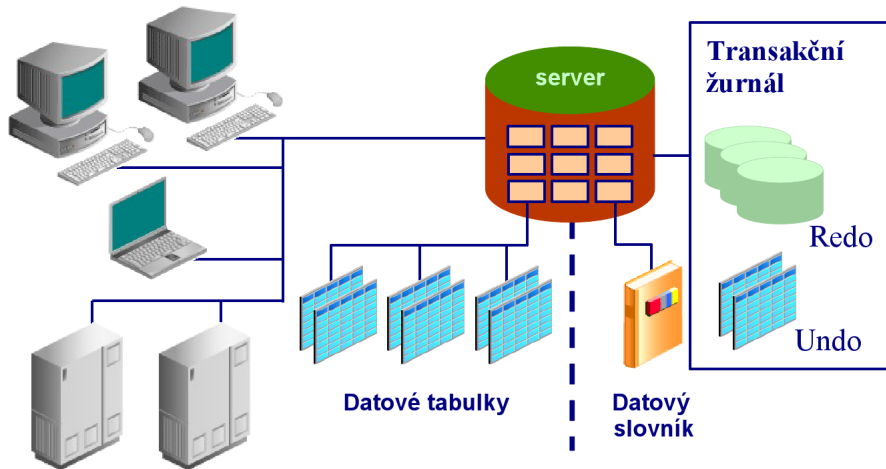 server
Transakční
žurnál
Redo
Undo
Datové tabulky
Datový
slovník